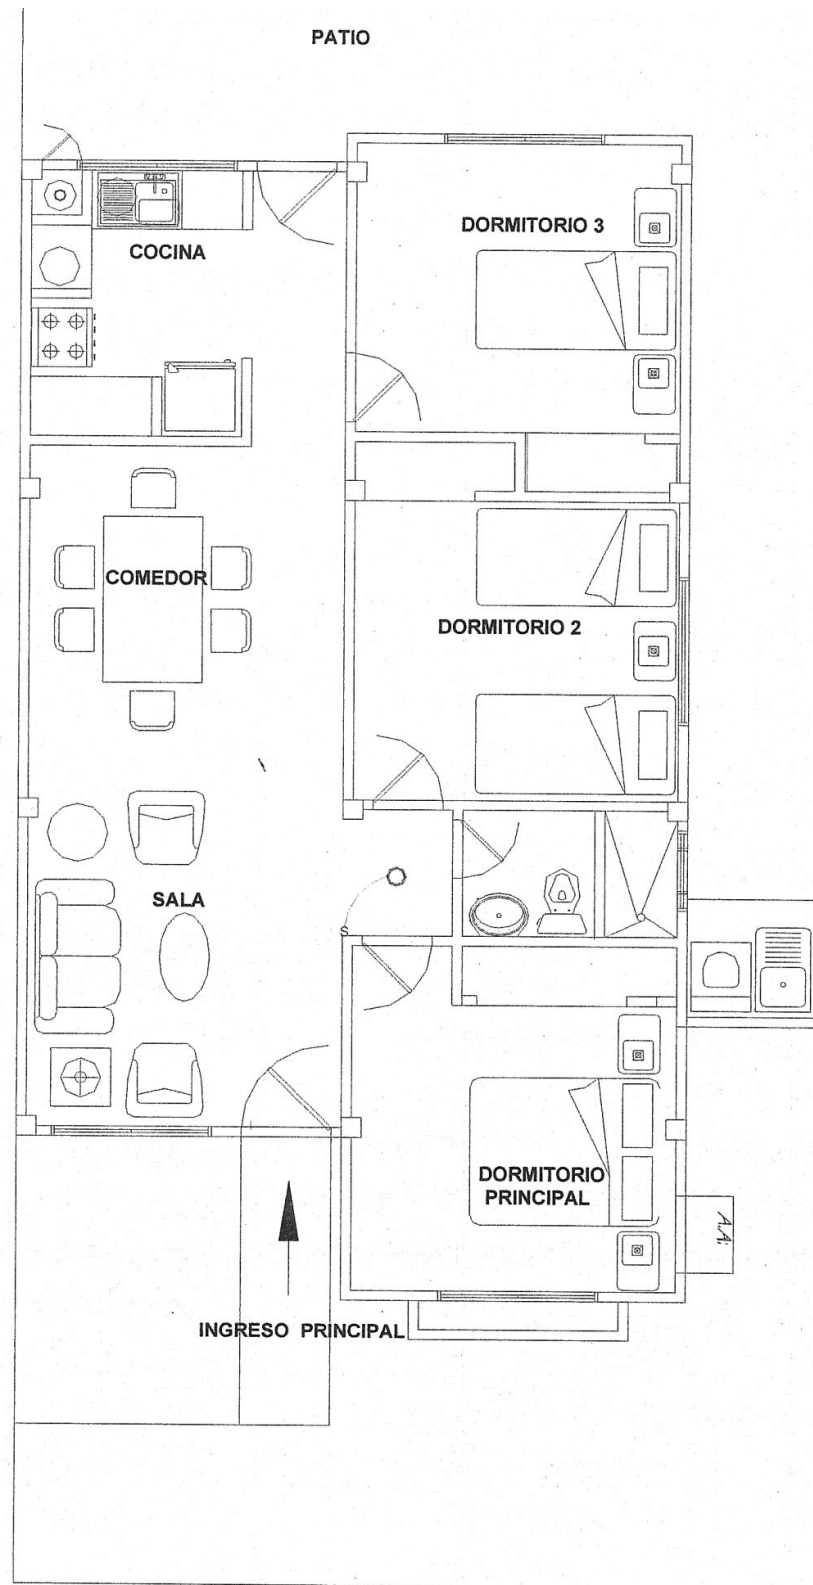 PATIO
DORMITORIO 3
COCINA
COMEDOR
DORMITORIO 2
SALA
S
DORMITORIO
PRINCIPAL
A.A.
INGRESO PRINCIPAL